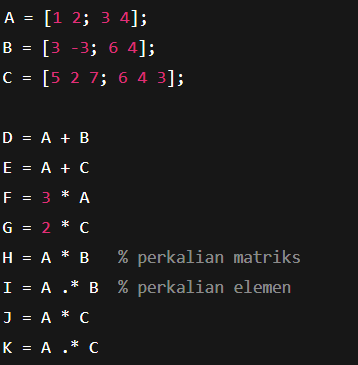 A = [1 2; 3 4];
B = [3 -3; 6 4];
C = [5 2 7; 6 4 3];
D = A + B
E = A + C
F = 3 * A
G = 2 * C
H = A * B  % perkalian matriks
I = A .* B  % perkalian elemen
J = A * C
K = A .* C